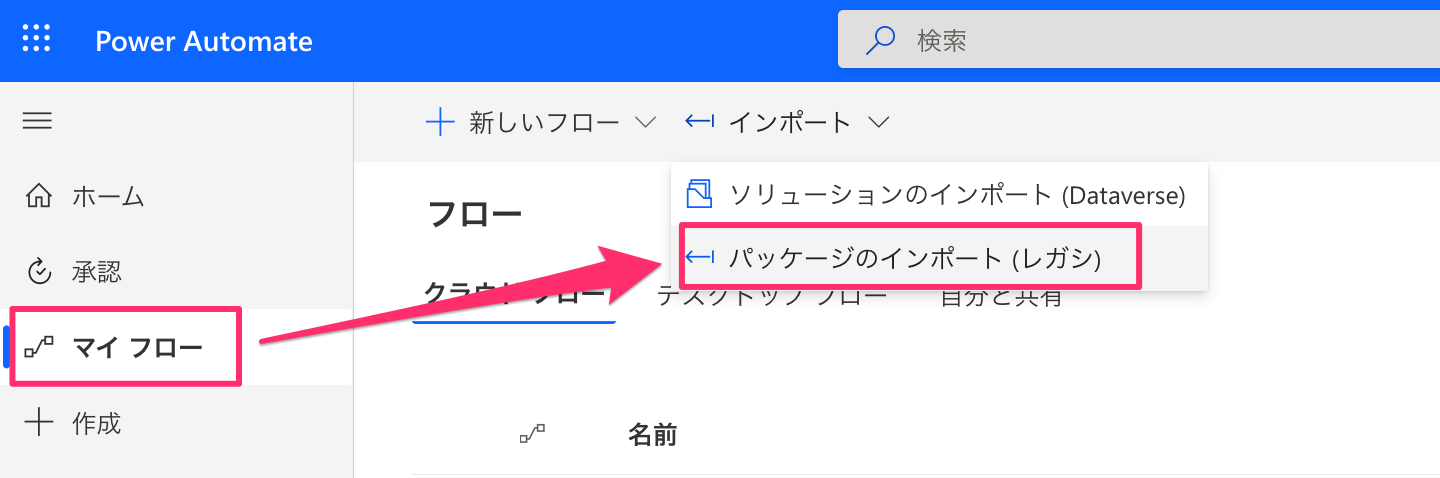 Power Automate
検索
新しいフロー
インポート
ホーム
ソリューションのインポート (Dataverse)
フロー
パッケージのインポート (レガシ)
承認
クラウド フロー
デスクトップ フロー
自分と共有
マイ フロー
作成
名前